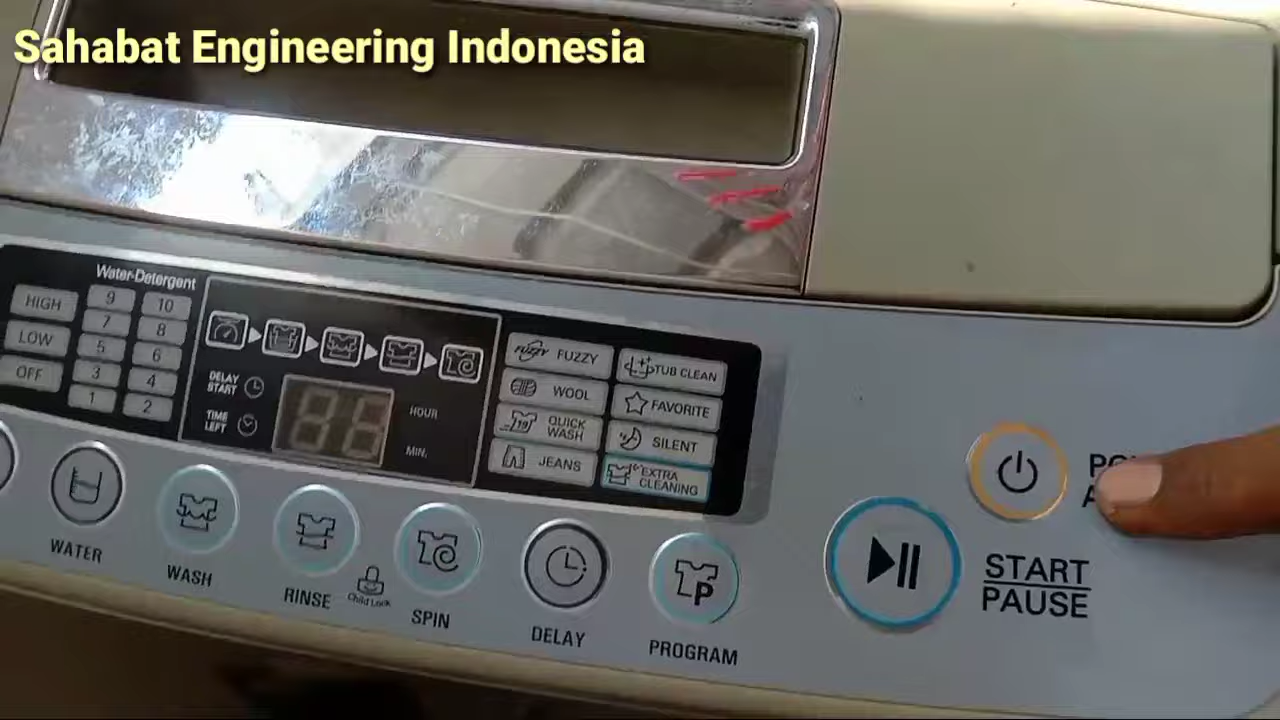 Sahabat Engineering Indonesia
Water-Detergent
HIGH
LOW
OFF
9 10
7 8
5 6
3 4
1 2
DELAY
START
TIME
LEFT
88
HOUR
MIN.
FUZZY FUZZY
WOOL
QUICK
WASH
JEANS
TUB CLEAN
FAVORITE
SILENT
EXTRA
CLEANING
WATER
WASH
RINSE
Child Lock
SPIN
DELAY
PROGRAM
START
PAUSE
P